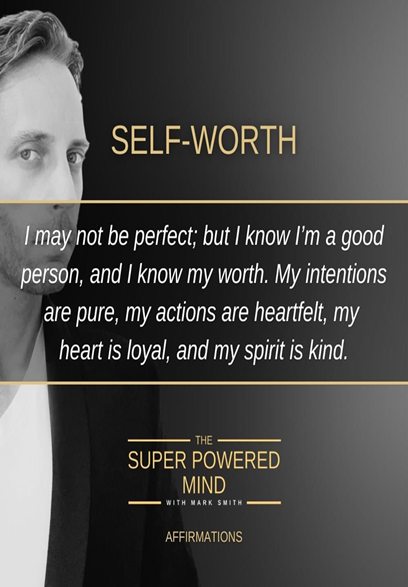 SELF-WORTH
I may not be perfect; but I know I'm a good
person, and I know my worth. My intentions
are pure, my actions are heartfelt, my
heart is loyal, and my spirit is kind.
THE
SUPER POWERED
MIND
WITH MARK SMITH
AFFIRMATIONS